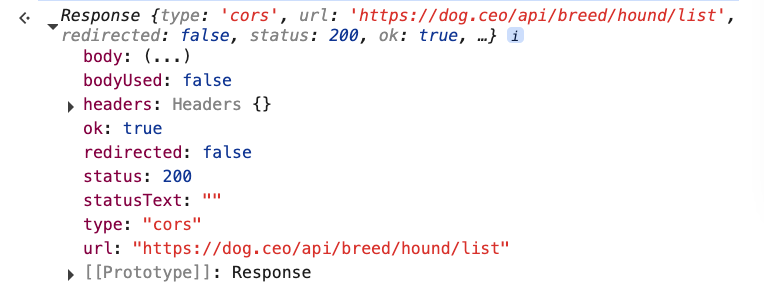 Response {type: 'cors', url: 'https://dog.ceo/api/breed/hound/list',
redirected: false, status: 200, ok: true, …} i
body: (...)
bodyUsed: false
headers: Headers {}
ok: true
redirected: false
status: 200
statusText: ""
type: "cors"
url: "https://dog.ceo/api/breed/hound/list"
[[Prototype]]: Response